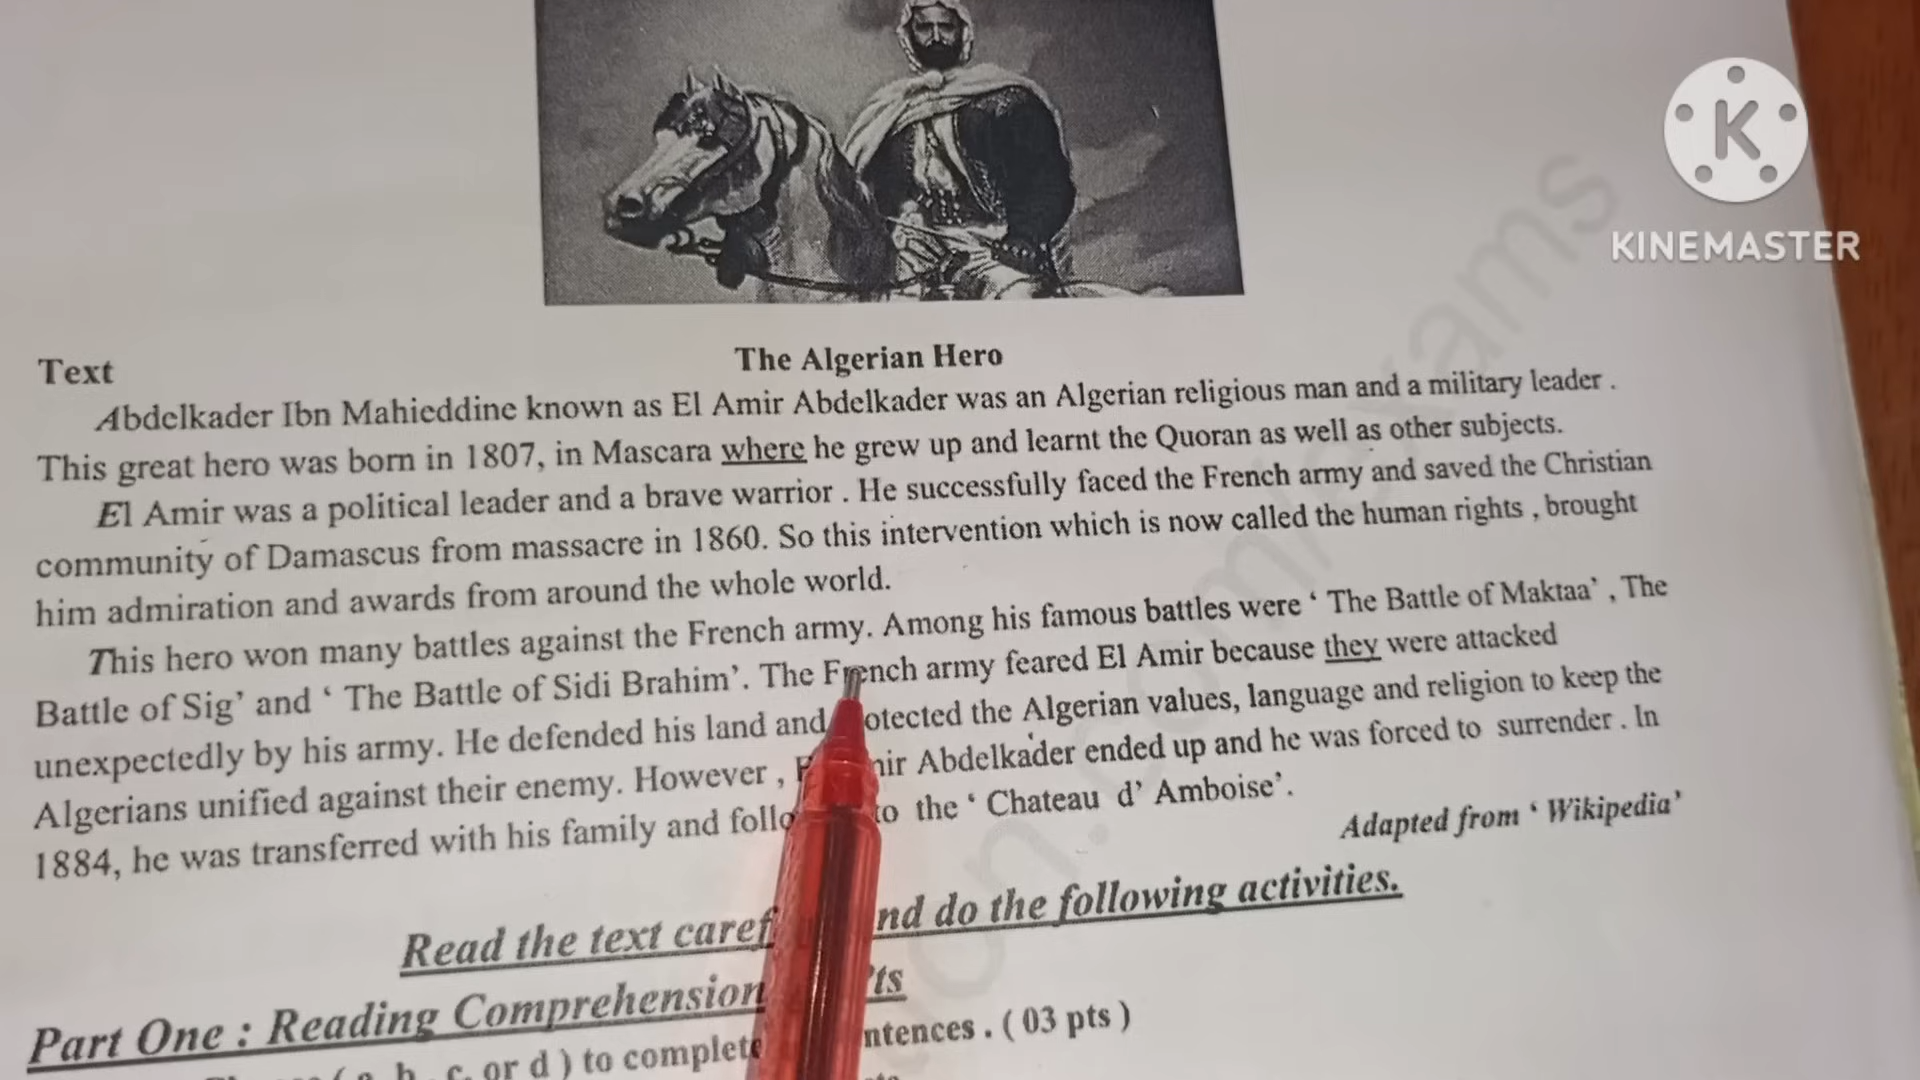 K
KINEMASTER
Text
The Algerian Hero
Abdelkader Ibn Mahieddine known as El Amir Abdelkader was an Algerian religious man and a military leader .
This great hero was born in 1807, in Mascara where he grew up and learnt the Quoran as well as other subjects.
El Amir was a political leader and a brave warrior . He successfully faced the French army and saved the Christian
community of Damascus from massacre in 1860. So this intervention which is now called the human rights , brought
him admiration and awards from around the whole world.
This hero won many battles against the French army. Among his famous battles were ‘ The Battle of Maktaa’ , The
Battle of Sig’ and ‘ The Battle of Sidi Brahim’. The French army feared El Amir because they were attacked
unexpectedly by his army. He defended his land and otected the Algerian values, language and religion to keep the
Algerians unified against their enemy. However , E mir Abdelkader ended up and he was forced to surrender . In
1884, he was transferred with his family and follo to the ‘ Chateau d’ Amboise’.
Adapted from ‘ Wikipedia’
Read the text caref nd do the following activities.
Part One : Reading Comprehension Pts
( a, b , c, or d ) to complete ntences . ( 03 pts )
.com/exams